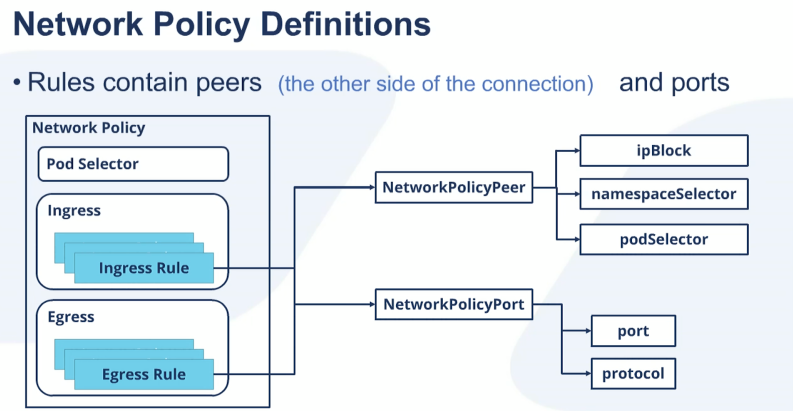 Network Policy Definitions
• Rules contain peers (the other side of the connection) and ports
Network Policy
Pod Selector
Ingress
Ingress Rule
Egress
Egress Rule
NetworkPolicyPeer
NetworkPolicyPort
ipBlock
namespaceSelector
podSelector
port
protocol